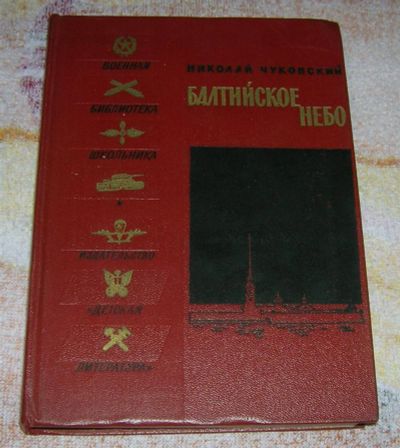 НИКОЛАЙ ЧУКОВСКИЙ
БАЛТИЙСКОЕ
НЕБО
ВОЕННАЯ
БИБЛИОТЕКА
ШКОЛЬНИКА
ИЗДАТЕЛЬСТВО
«ДЕТСКАЯ
ЛИТЕРАТУРА»